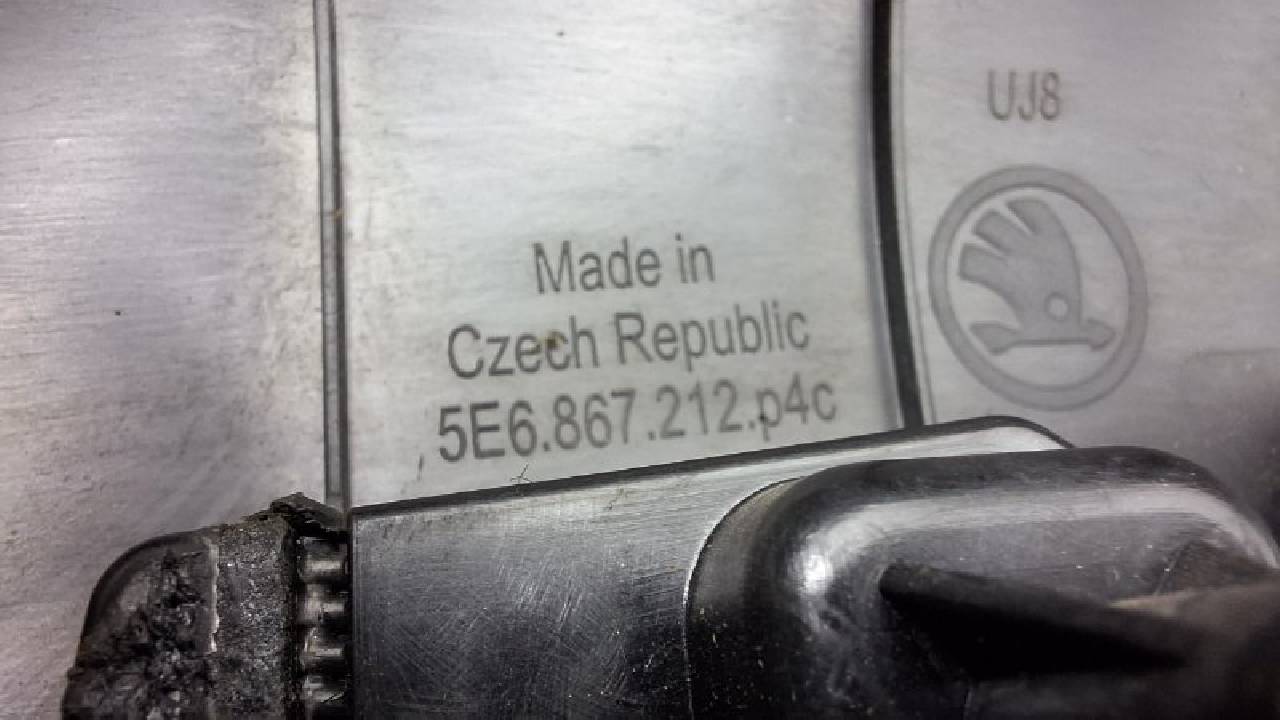 UJ8
Made in
Czech Republic
5E6.867.212.p4c